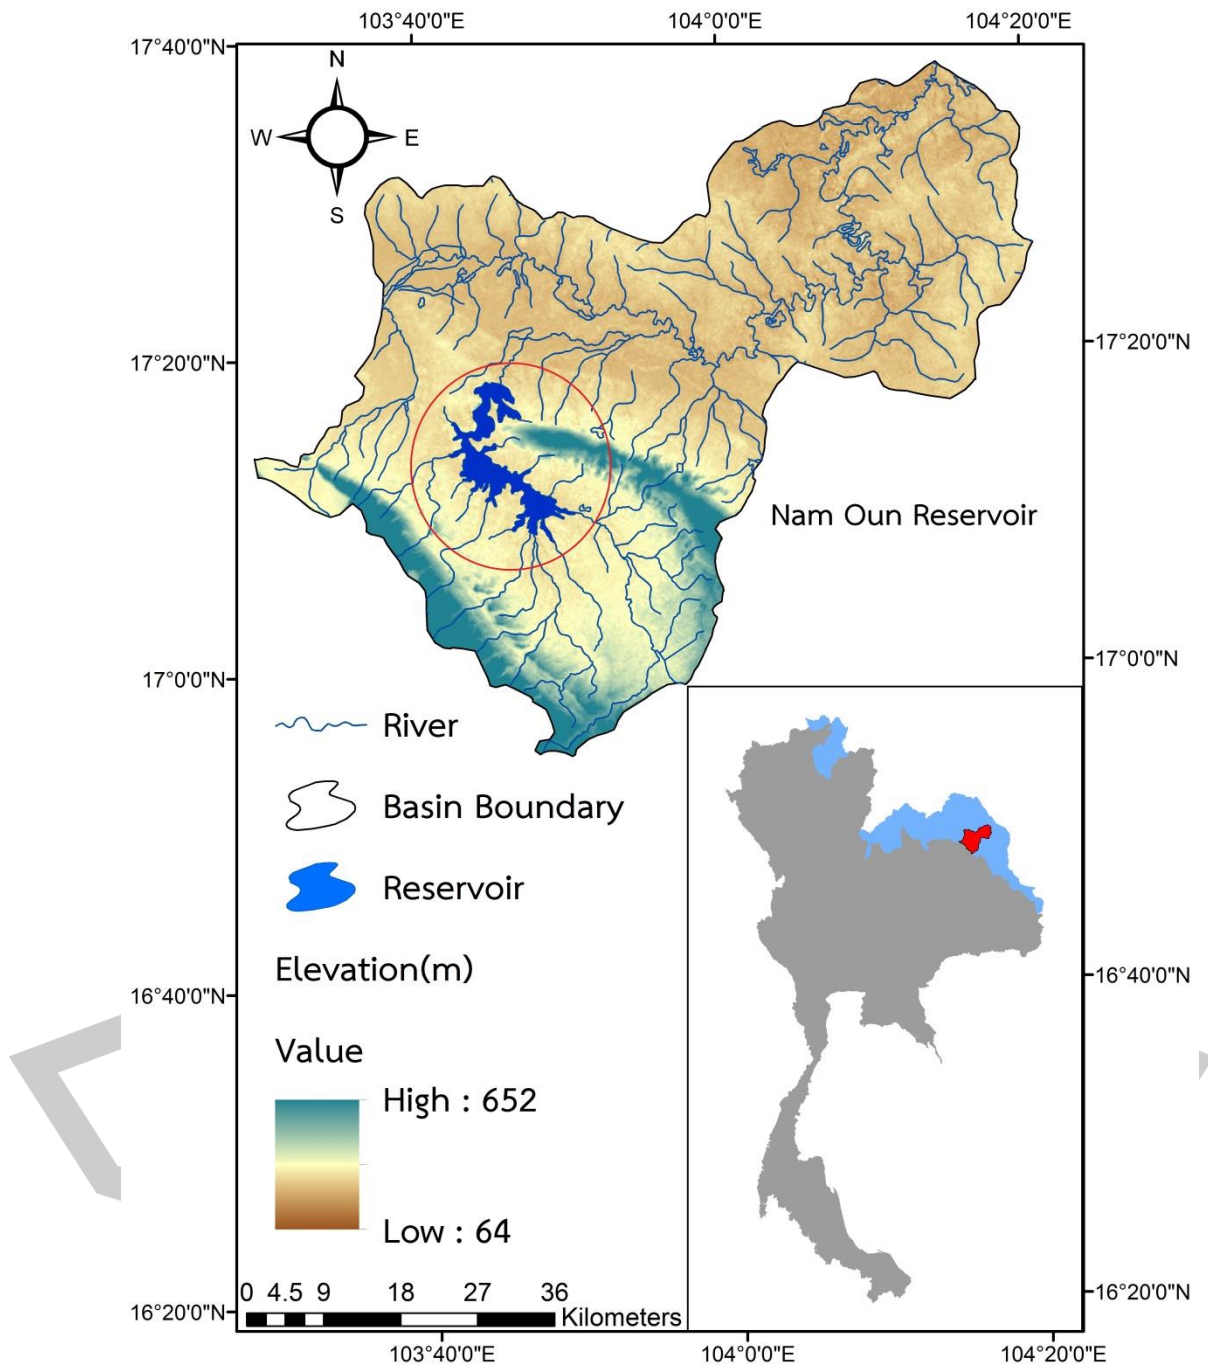 103°40'0"E 104°0'0"E 104°20'0"E
17°40'0"N
N
W E
S
17°20'0"N 17°20'0"N
Nam Oun Reservoir
17°0'0"N 17°0'0"N
River
Basin Boundary
Reservoir
Elevation(m)
16°40'0"N 16°40'0"N
Value
High : 652
Low : 64
0 4.5 9 18 27 36
Kilometers
16°20'0"N 16°20'0"N
103°40'0"E 104°0'0"E 104°20'0"E